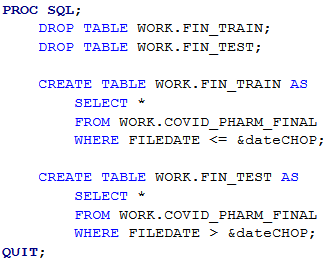 PROC SQL;
DROP TABLE WORK.FIN_TRAIN;
DROP TABLE WORK.FIN_TEST;
CREATE TABLE WORK.FIN_TRAIN AS
SELECT *
FROM WORK.COVID_PHARM_FINAL
WHERE FILEDATE <= &dateCHOP;
CREATE TABLE WORK.FIN_TEST AS
SELECT *
FROM WORK.COVID_PHARM_FINAL
WHERE FILEDATE > &dateCHOP;
QUIT;